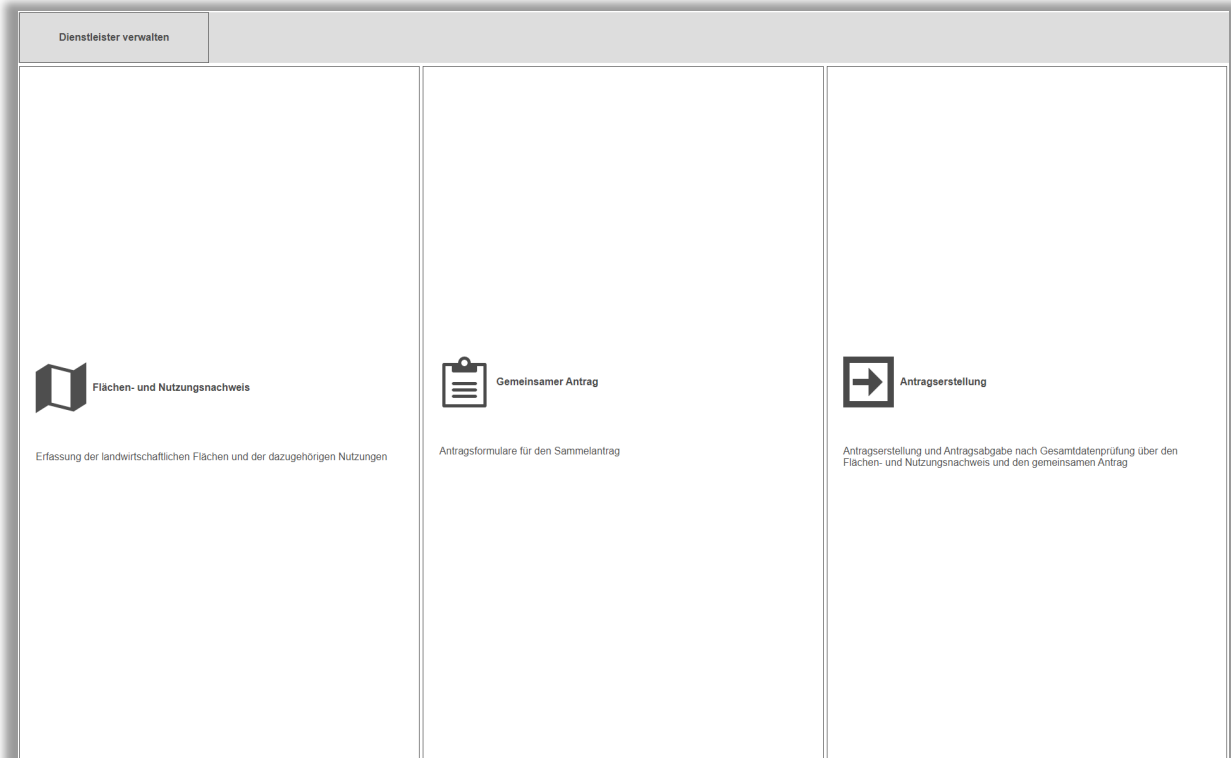 Dienstleister verwalten
Flächen- und Nutzungsnachweis
Erfassung der landwirtschaftlichen Flächen und der dazugehörigen Nutzungen
Gemeinsamer Antrag
Antragsformulare für den Sammelantrag
Antragserstellung
Antragserstellung und Antragsabgabe nach Gesamtdatenprüfung über den
Flächen- und Nutzungsnachweis und den gemeinsamen Antrag